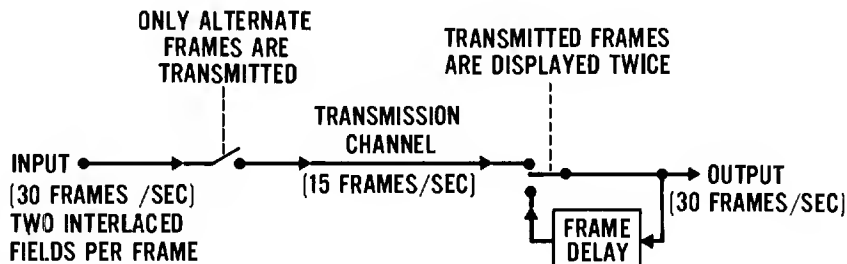 ONLY ALTERNATE
FRAMES ARE
TRANSMITTED
TRANSMITTED FRAMES
ARE DISPLAYED TWICE
TRANSMISSION
CHANNEL
(15 FRAMES/SEC)
INPUT
(30 FRAMES /SEC)
TWO INTERLACED
FIELDS PER FRAME
OUTPUT
(30 FRAMES/SEC)
FRAME
DELAY